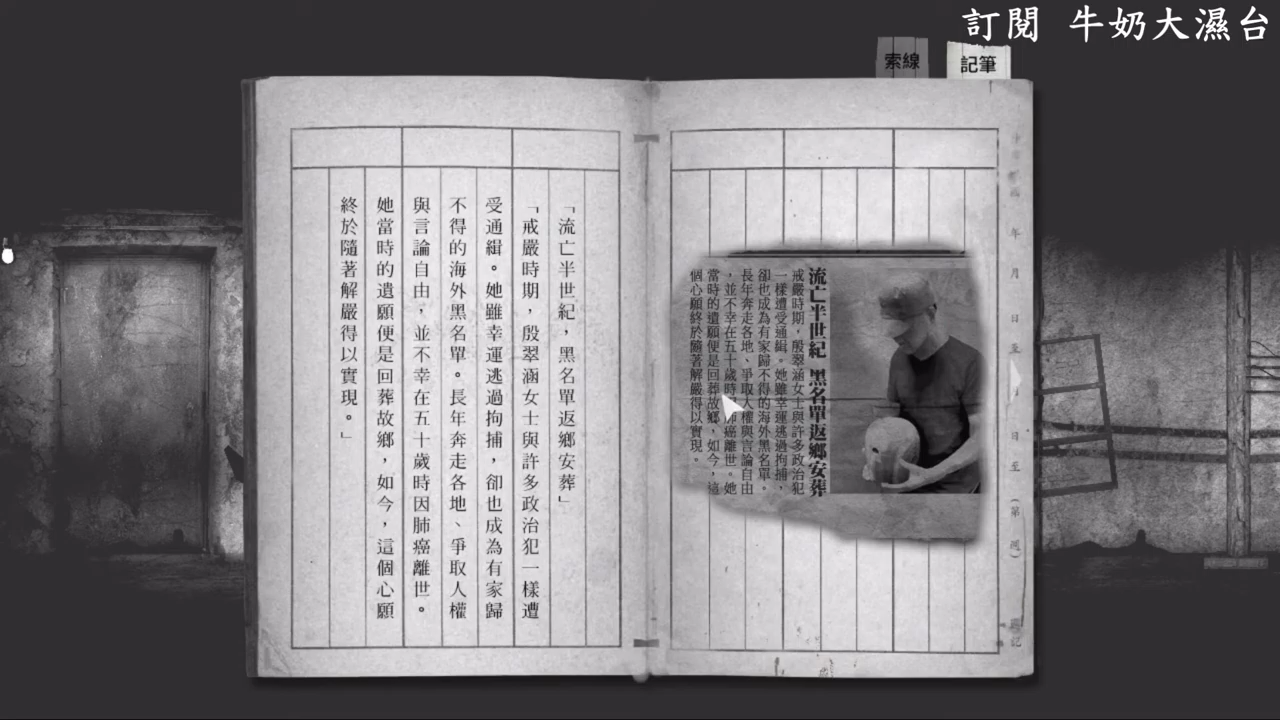 訂閱 牛奶大濕台
索線
記筆
「流亡半世紀，黑名單返鄉安葬」
「戒嚴時期，殷翠涵女士與許多政治犯一樣遭
受通緝。她雖幸運逃過拘捕，卻也成為有家歸
不得的海外黑名單。長年奔走各地、爭取人權
與言論自由，並不幸在五十歲時因肺癌離世。
她當時的遺願便是回葬故鄉，如今，這個心願
終於隨著解嚴得以實現。」
流亡半世紀 黑名單返鄉安葬
戒嚴時期，殷翠涵女士與許多政治犯
一樣遭受通緝。她雖幸運逃過拘捕，
卻也成為有家歸不得的海外黑名單。
長年奔走各地、爭取人權與言論自由
，並不幸在五十歲時肺癌離世。她
當時的遺願便是回葬故鄉，如今，這
個心願終於隨著解嚴得以實現。
年 月 日至 月 日至 (第 週)
週記